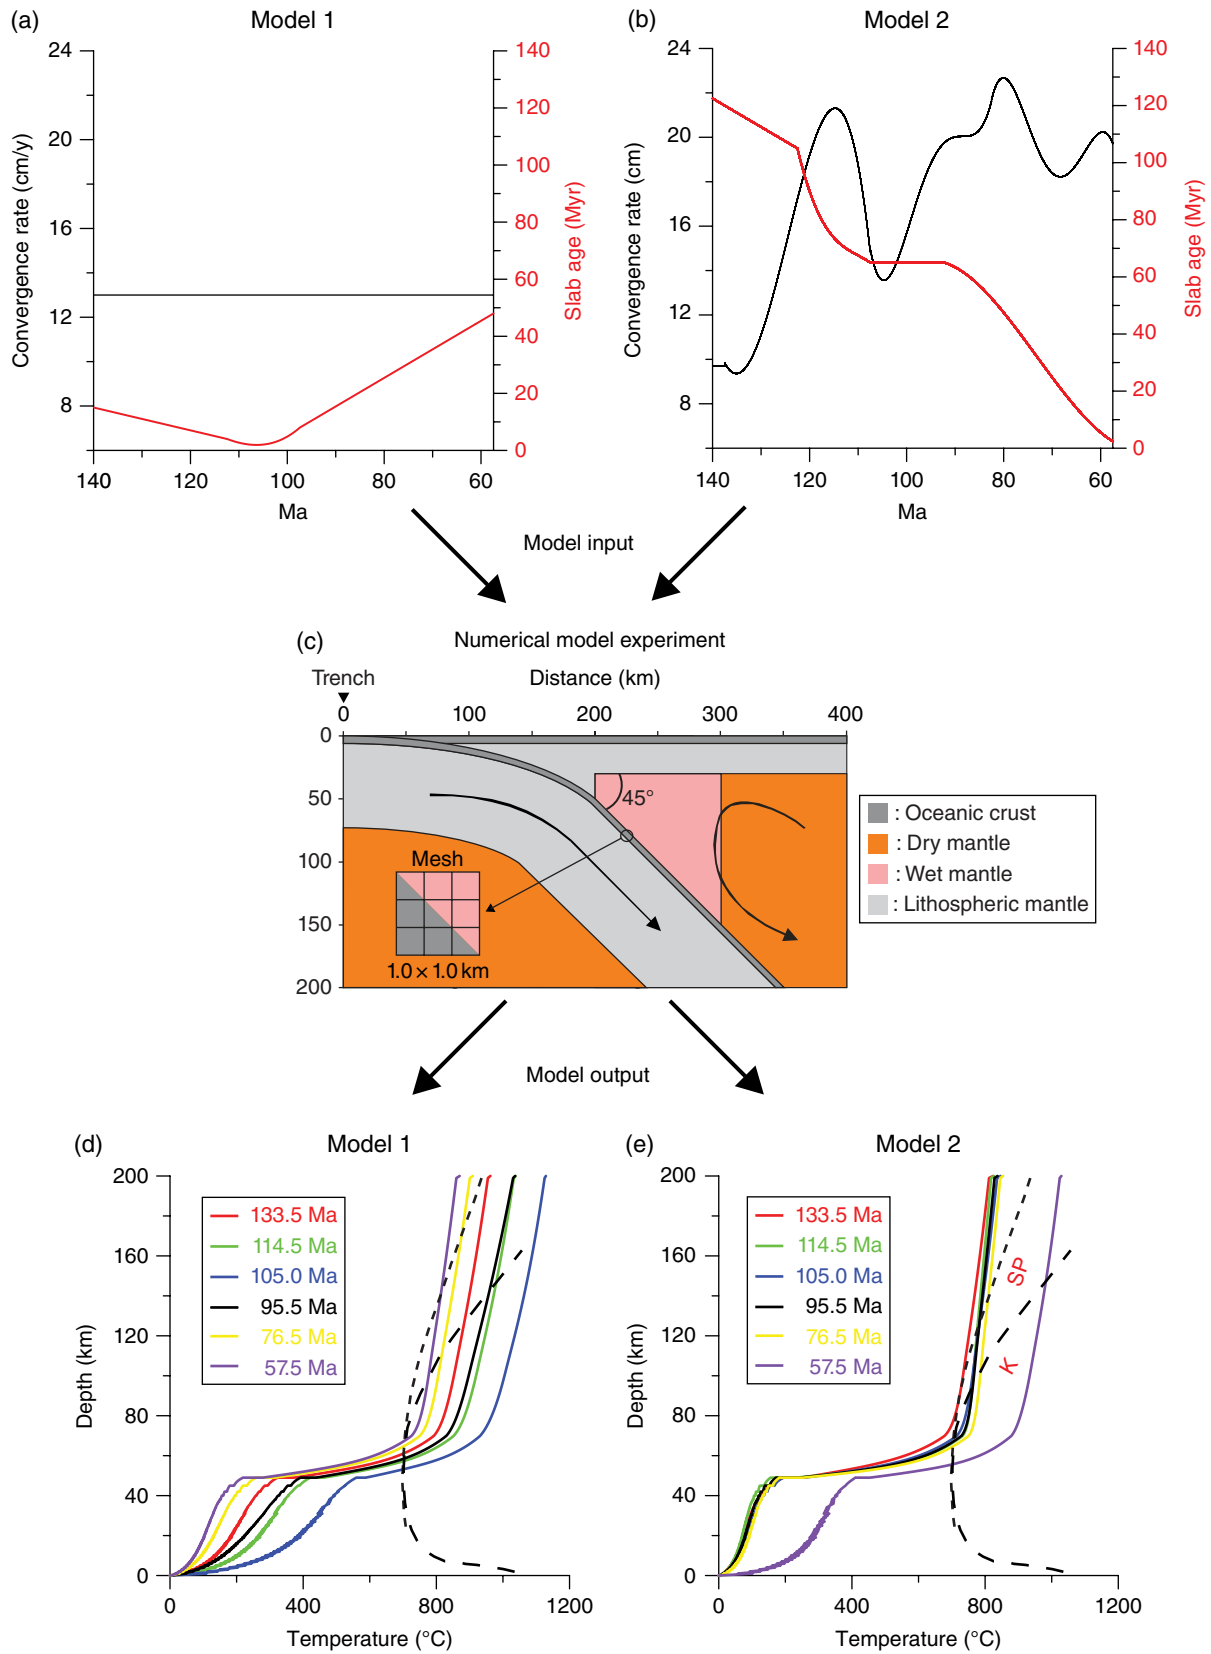 (a)
Model 1
24
20
16
12
8
Convergence rate (cm/y)
140
120
100
80
60
40
20
0
Slab age (Myr)
140
120
100
80
60
Ma
(b)
Model 2
24
20
16
12
8
Convergence rate (cm)
140
120
100
80
60
40
20
0
Slab age (Myr)
140
120
100
80
60
Ma
Model input
(c)
Numerical model experiment
Trench
Distance (km)
0
100
200
300
400
0
50
100
150
200
45°
Mesh
1.0 × 1.0 km
: Oceanic crust
: Dry mantle
: Wet mantle
: Lithospheric mantle
Model output
(d)
Model 1
200
160
120
80
40
0
Depth (km)
133.5 Ma
114.5 Ma
105.0 Ma
95.5 Ma
76.5 Ma
57.5 Ma
0
400
800
1200
Temperature (°C)
(e)
Model 2
200
160
120
80
40
0
Depth (km)
133.5 Ma
114.5 Ma
105.0 Ma
95.5 Ma
76.5 Ma
57.5 Ma
SP
K
0
400
800
1200
Temperature (°C)